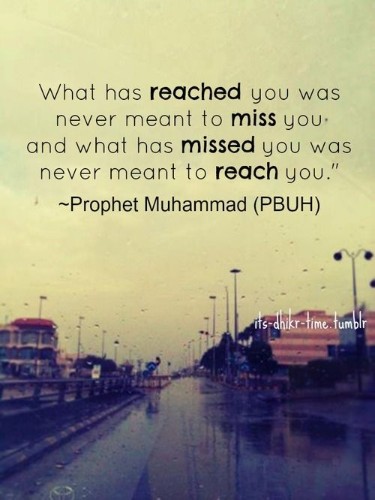 What has reached you was
never meant to miss you
and what has missed you was
never meant to reach you."
~Prophet Muhammad (PBUH)
its-dhikr-time.tumblr